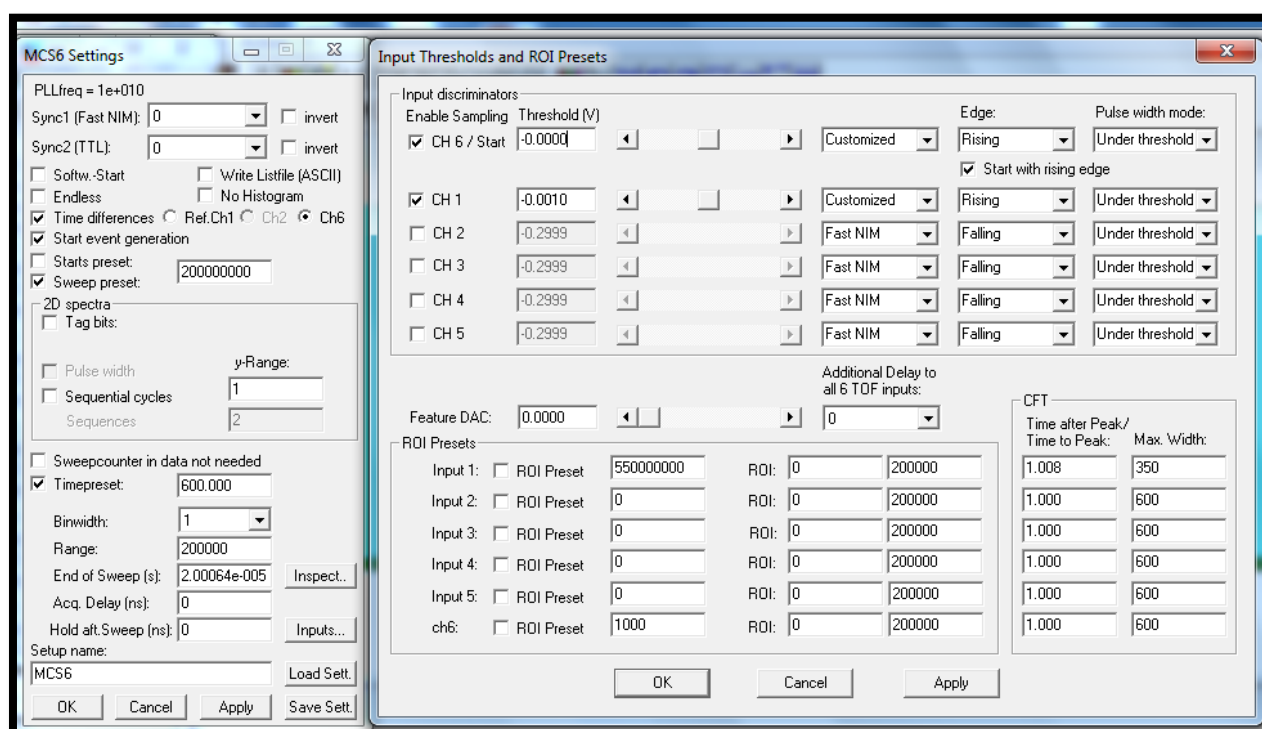 MCS6 Settings
PLLfreq = 1e+010
Sync1 (Fast NIM): 0 invert
Sync2 (TTL): 0 invert
Softw.-Start Write Listfile (ASCII)
Endless No Histogram
Time differences Ref.Ch1 Ch2 Ch6
Start event generation
Starts preset:
200000000
Sweep preset:
2D spectra
Tag bits:
Pulse width y-Range:
Sequential cycles 1
Sequences 2
Sweepcounter in data not needed
Timepreset: 600.000
Binwidth: 1
Range: 200000
End of Sweep (s): 2.00064e-005 Inspect..
Acq. Delay (ns): 0
Hold aft.Sweep (ns): 0 Inputs...
Setup name:
MCS6 Load Sett.
OK Cancel Apply Save Sett.
Input Thresholds and ROI Presets
Input discriminators
Enable Sampling Threshold (V) Edge: Pulse width mode:
CH 6 / Start -0.0000 Customized Rising Under threshold
Start with rising edge
CH 1 -0.0010 Customized Rising Under threshold
CH 2 -0.2999 Fast NIM Falling Under threshold
CH 3 -0.2999 Fast NIM Falling Under threshold
CH 4 -0.2999 Fast NIM Falling Under threshold
CH 5 -0.2999 Fast NIM Falling Under threshold
Additional Delay to
all 6 TOF inputs:
Feature DAC: 0.0000 0
CFT
Time after Peak/
Time to Peak: Max. Width:
ROI Presets
Input 1: ROI Preset 550000000 ROI: 0 200000 1.008 350
Input 2: ROI Preset 0 ROI: 0 200000 1.000 600
Input 3: ROI Preset 0 ROI: 0 200000 1.000 600
Input 4: ROI Preset 0 ROI: 0 200000 1.000 600
Input 5: ROI Preset 0 ROI: 0 200000 1.000 600
ch6: ROI Preset 1000 ROI: 0 200000 1.000 600
OK Cancel Apply